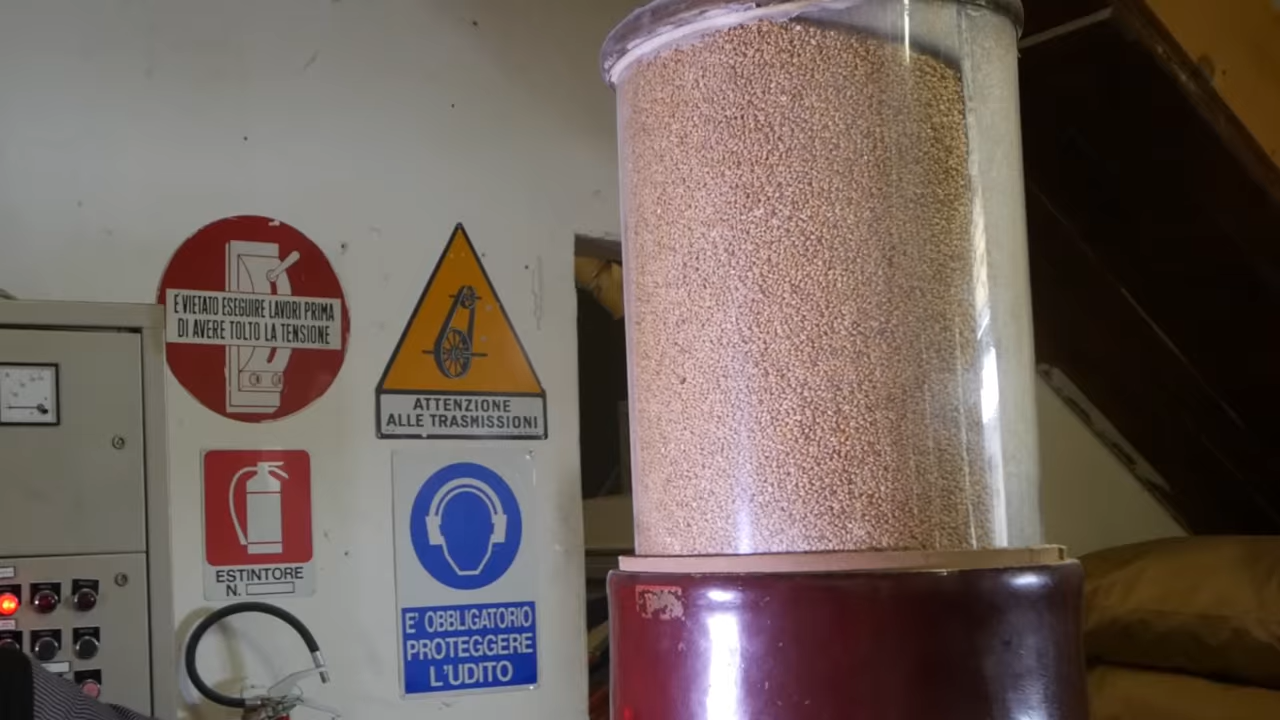 É VIETATO ESEGUIRE LAVORI PRIMA
DI AVERE TOLTO LA TENSIONE
ATTENZIONE
ALLE TRASMISSIONI
ESTINTORE
N.
E' OBBLIGATORIO
PROTEGGERE
L'UDITO